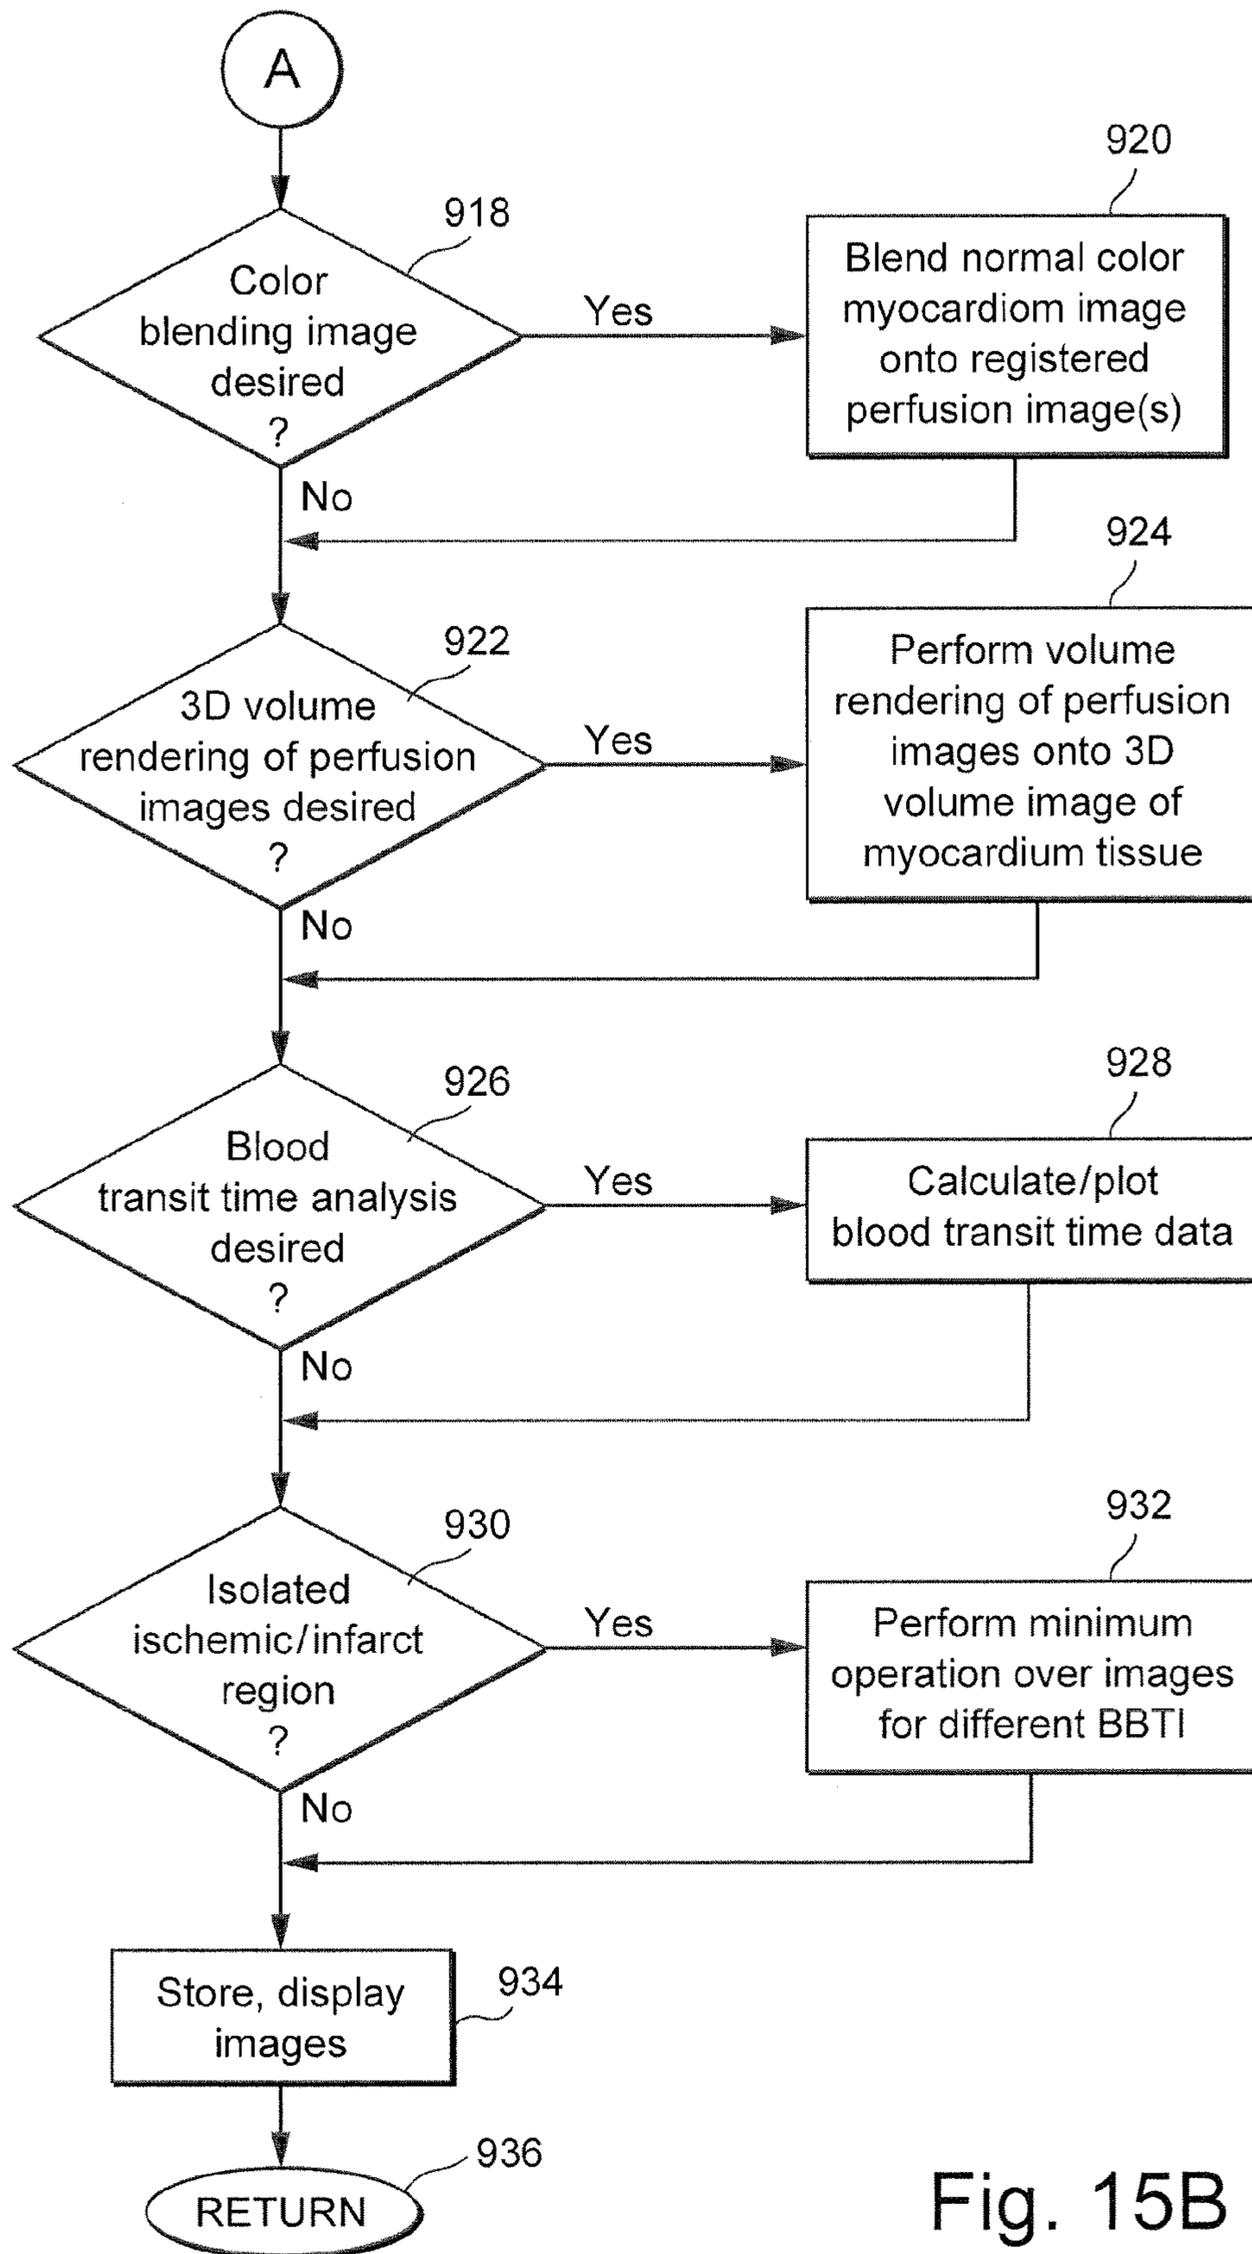 A
918
Color
blending image
desired
?
Yes
920
Blend normal color
myocardiom image
onto registered
perfusion image(s)
No
922
3D volume
rendering of perfusion
images desired
?
Yes
924
Perform volume
rendering of perfusion
images onto 3D
volume image of
myocardium tissue
No
926
Blood
transit time analysis
desired
?
Yes
928
Calculate/plot
blood transit time data
No
930
Isolated
ischemic/infarct
region
?
Yes
932
Perform minimum
operation over images
for different BBTI
No
Store, display
images
934
936
RETURN
Fig. 15B